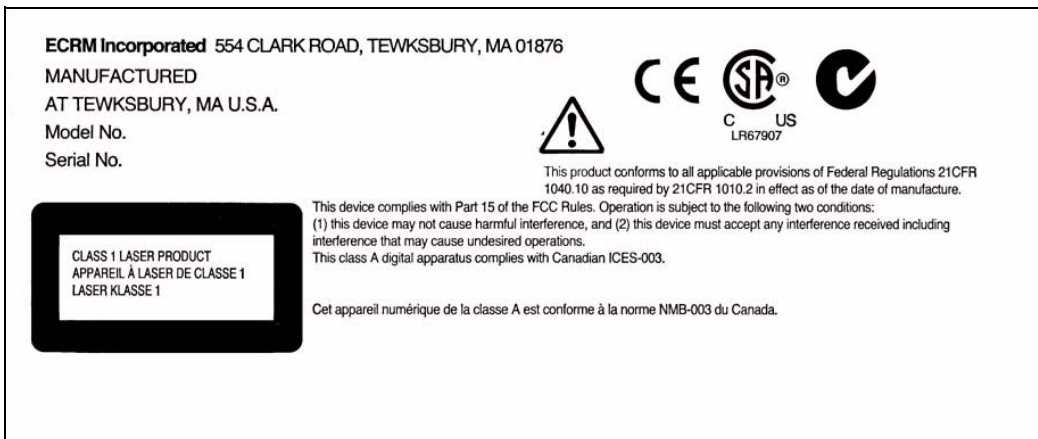 ECRM Incorporated 554 CLARK ROAD, TEWKSBURY, MA 01876
MANUFACTURED
AT TEWKSBURY, MA U.S.A.
Model No.
Serial No.
CE SA ®
C US
LR67907
This product conforms to all applicable provisions of Federal Regulations 21CFR
1040.10 as required by 21CFR 1010.2 in effect as of the date of manufacture.
This device complies with Part 15 of the FCC Rules. Operation is subject to the following two conditions:
(1) this device may not cause harmful interference, and (2) this device must accept any interference received including
interference that may cause undesired operations.
This class A digital apparatus complies with Canadian ICES-003.
Cet appareil numérique de la classe A est conforme à la norme NMB-003 du Canada.
CLASS 1 LASER PRODUCT
APPAREIL À LASER DE CLASSE 1
LASER KLASSE 1